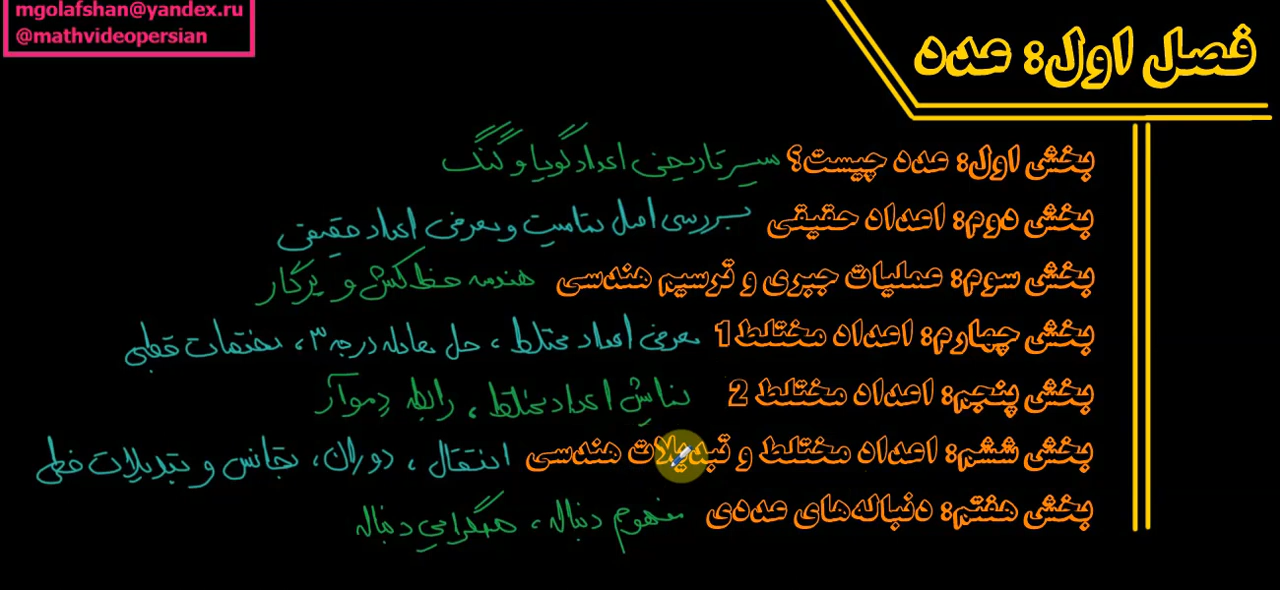 mgolafshan@yandex.ru
@mathvideopersian
فصل اول: عدد
بخش اول: عدد چیست؟ سیر تاریخی اعداد گویا و گنگ
بخش دوم: اعداد حقیقی بررسی اصل تمامیت و معرفی اعداد حقیقی
بخش سوم: عملیات جبری و ترسیم هندسی هندسه خط‌کش و پرگار
بخش چهارم: اعداد مختلط 1 معرفی اعداد مختلط، حل معادله درجه ۳، مختصات قطبی
بخش پنجم: اعداد مختلط 2 نمایش اعداد مختلط، رابطه دِموآر
بخش ششم: اعداد مختلط و تبدیلات هندسی انتقال، دوران، تجانس و تبدیلات خطی
بخش هفتم: دنباله‌های عددی مفهوم دنباله، همگرایی دنباله